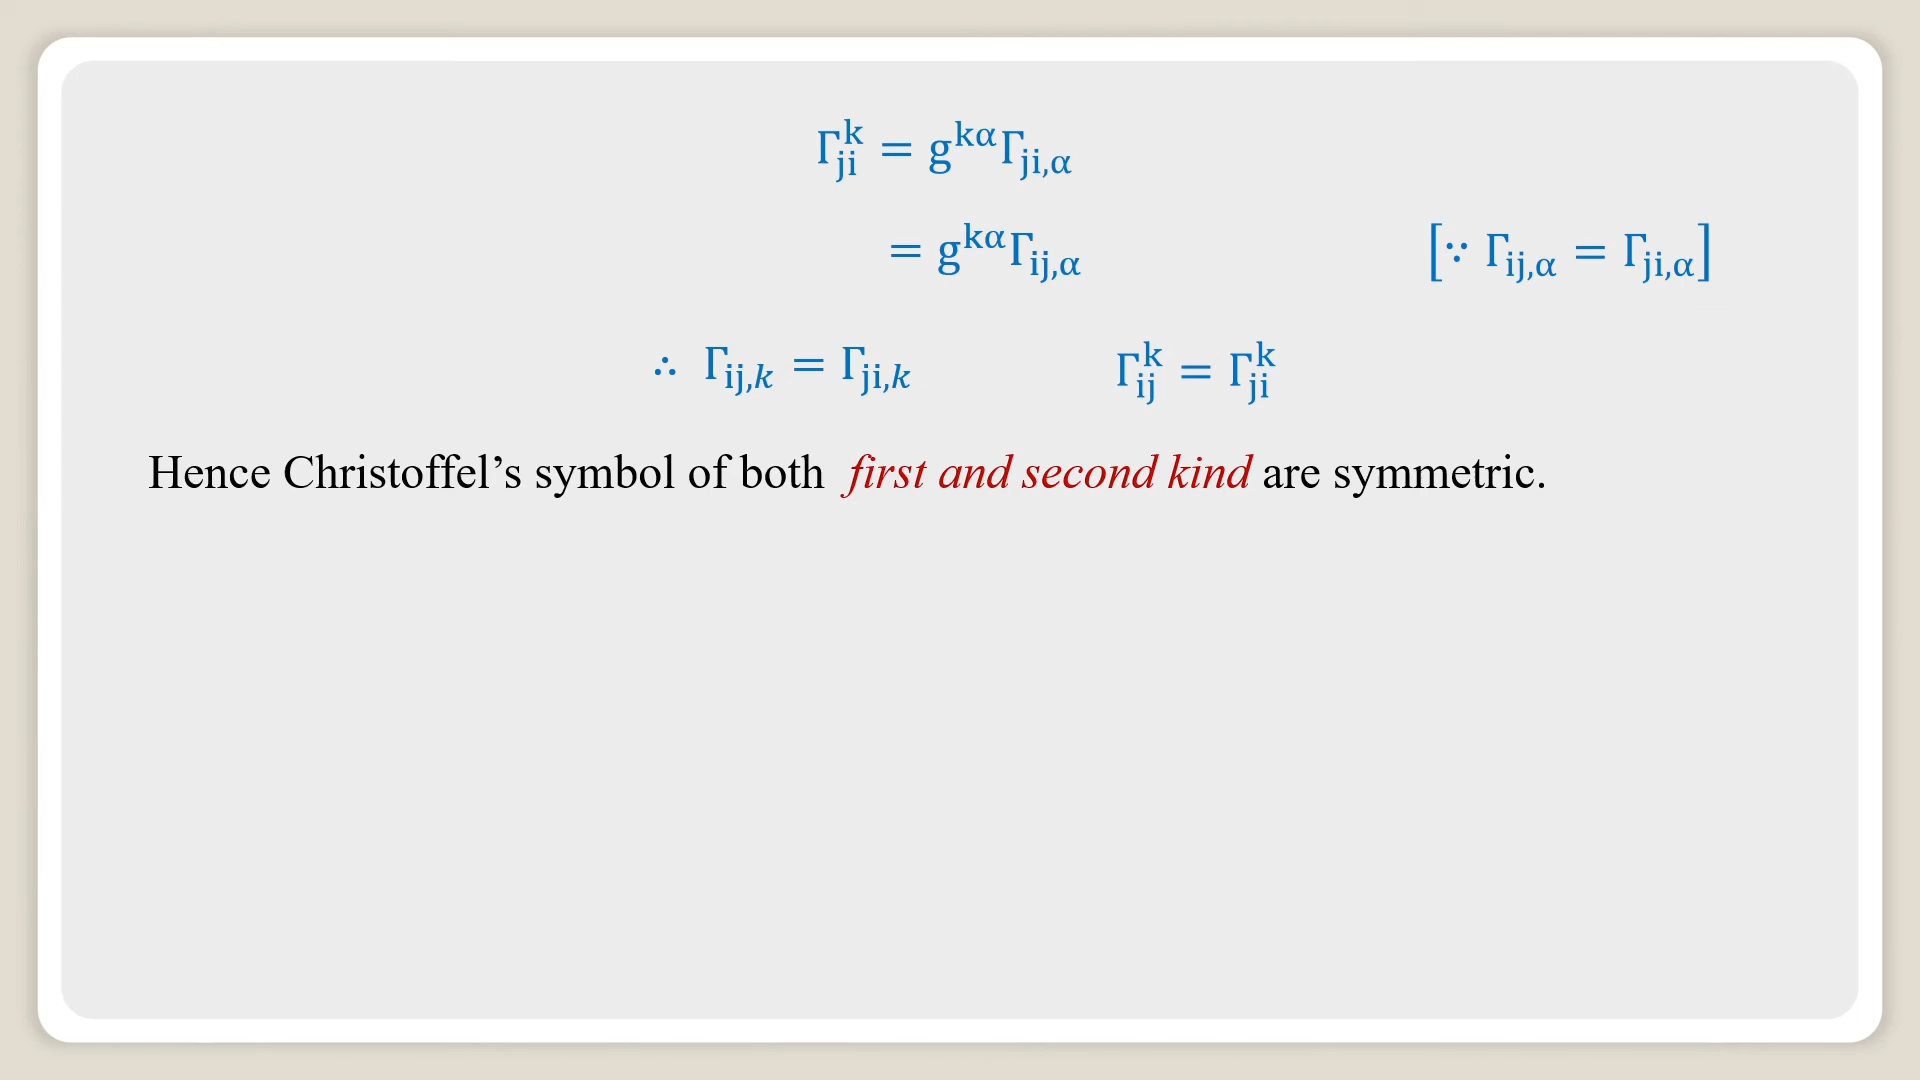 Γ^k_ji = g^kα Γ_ji,α
= g^kα Γ_ij,α [∵ Γ_ij,α = Γ_ji,α]
∴ Γ_ij,k = Γ_ji,k Γ^k_ij = Γ^k_ji
Hence Christoffel’s symbol of both first and second kind are symmetric.